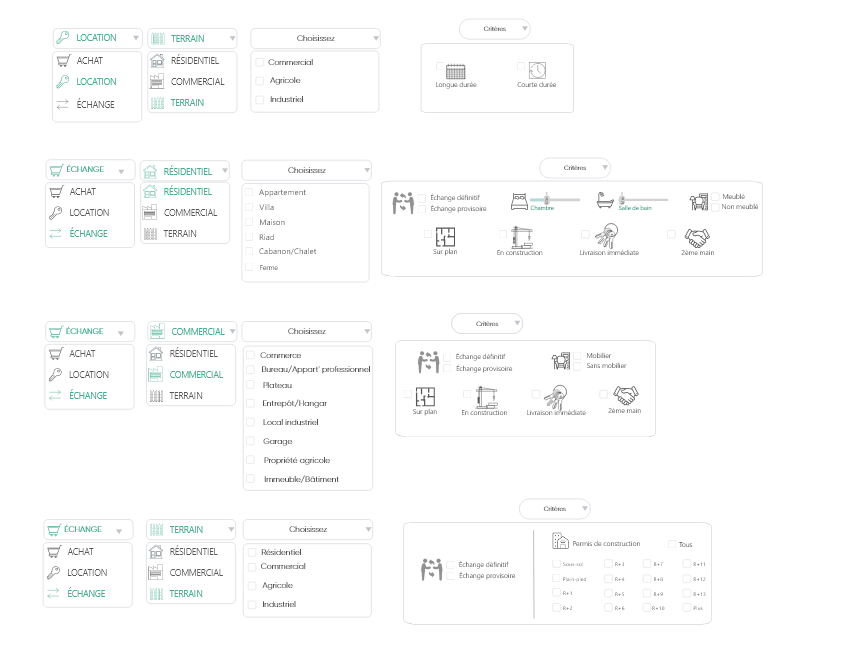 LOCATION
ACHAT
LOCATION
ÉCHANGE
TERRAIN
RÉSIDENTIEL
COMMERCIAL
TERRAIN
Choisissez
Commercial
Agricole
Industriel
Critères
Longue durée
Courte durée
ÉCHANGE
ACHAT
LOCATION
ÉCHANGE
RÉSIDENTIEL
RÉSIDENTIEL
COMMERCIAL
TERRAIN
Choisissez
Appartement
Villa
Maison
Riad
Cabanon/Chalet
Ferme
Critères
Échange définitif
Échange provisoire
Chambre
Salle de bain
Meublé
Non meublé
Sur plan
En construction
Livraison immédiate
2ème main
ÉCHANGE
ACHAT
LOCATION
ÉCHANGE
COMMERCIAL
RÉSIDENTIEL
COMMERCIAL
TERRAIN
Choisissez
Commerce
Bureau/Appart' professionnel
Plateau
Entrepôt/Hangar
Local industriel
Garage
Propriété agricole
Immeuble/Bâtiment
Critères
Échange définitif
Échange provisoire
Mobilier
Sans mobilier
Sur plan
En construction
Livraison immédiate
2ème main
ÉCHANGE
ACHAT
LOCATION
ÉCHANGE
TERRAIN
RÉSIDENTIEL
COMMERCIAL
TERRAIN
Choisissez
Résidentiel
Commercial
Agricole
Industriel
Critères
Échange définitif
Échange provisoire
Permis de construction
Tous
Sous-sol
Plain-pied
R+1
R+2
R+3
R+4
R+5
R+6
R+7
R+8
R+9
R+10
R+11
R+12
R+13
Plus